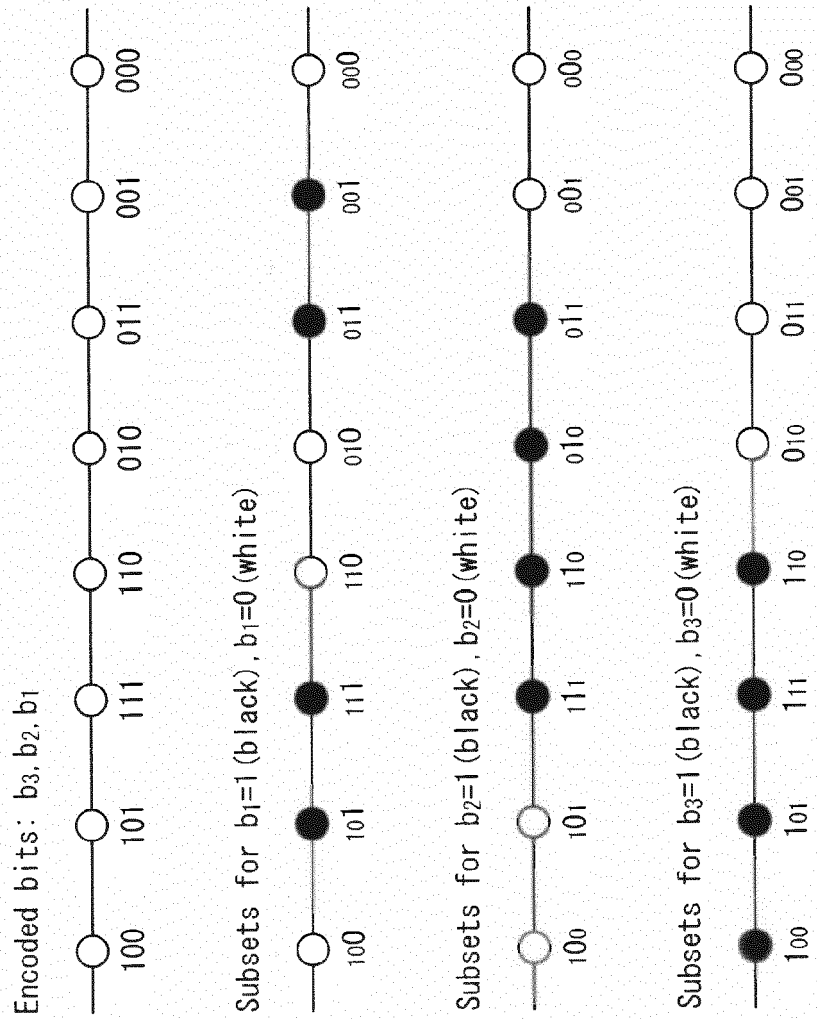 Encoded bits: b3, b2, b1
100 101 111 110 010 011 001 000
Subsets for b1=1(black), b1=0(white)
100 101 111 110 010 011 001 000
Subsets for b2=1(black), b2=0(white)
100 101 111 110 010 011 001 000
Subsets for b3=1(black), b3=0(white)
100 101 111 110 010 011 001 000